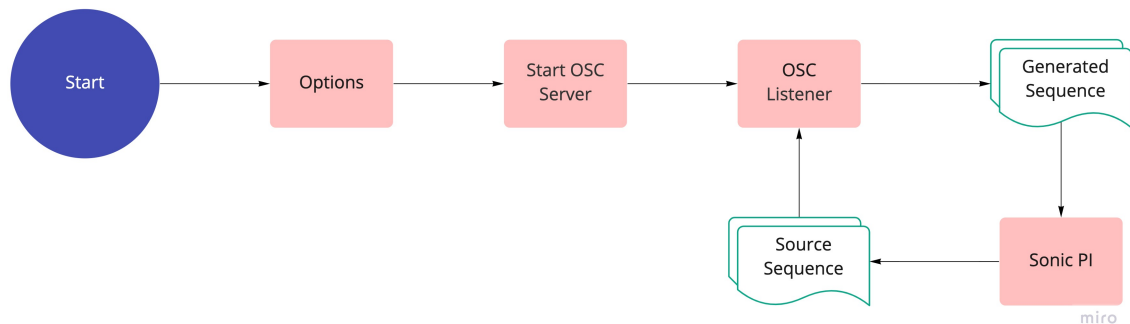 Start
Options
Start OSC
Server
OSC
Listener
Generated
Sequence
Source
Sequence
Sonic PI
miro